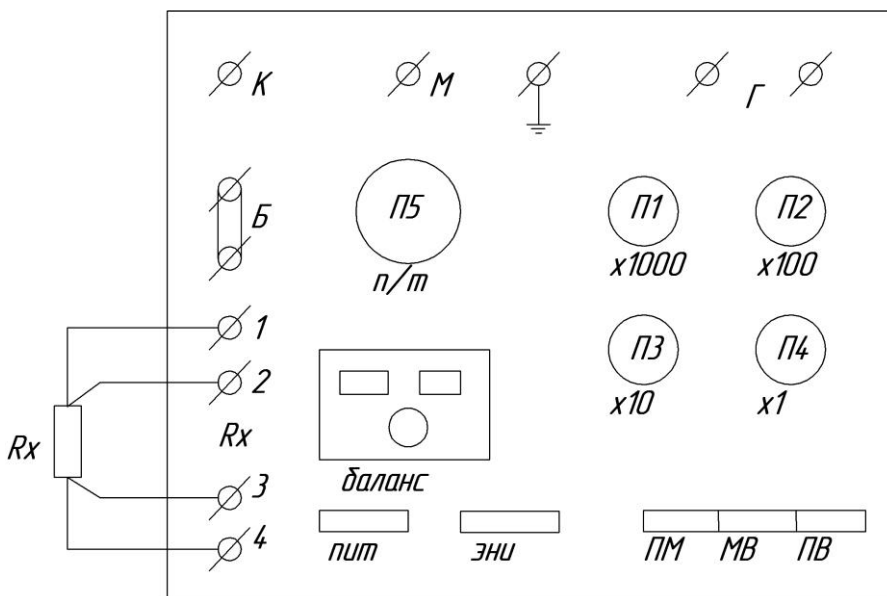 К М Г
Б П5 П1 П2
п/т х1000 х100
1
2 П3 П4
х10 х1
Rx Rx
баланс
3
4 пит эни ПМ МВ ПВ